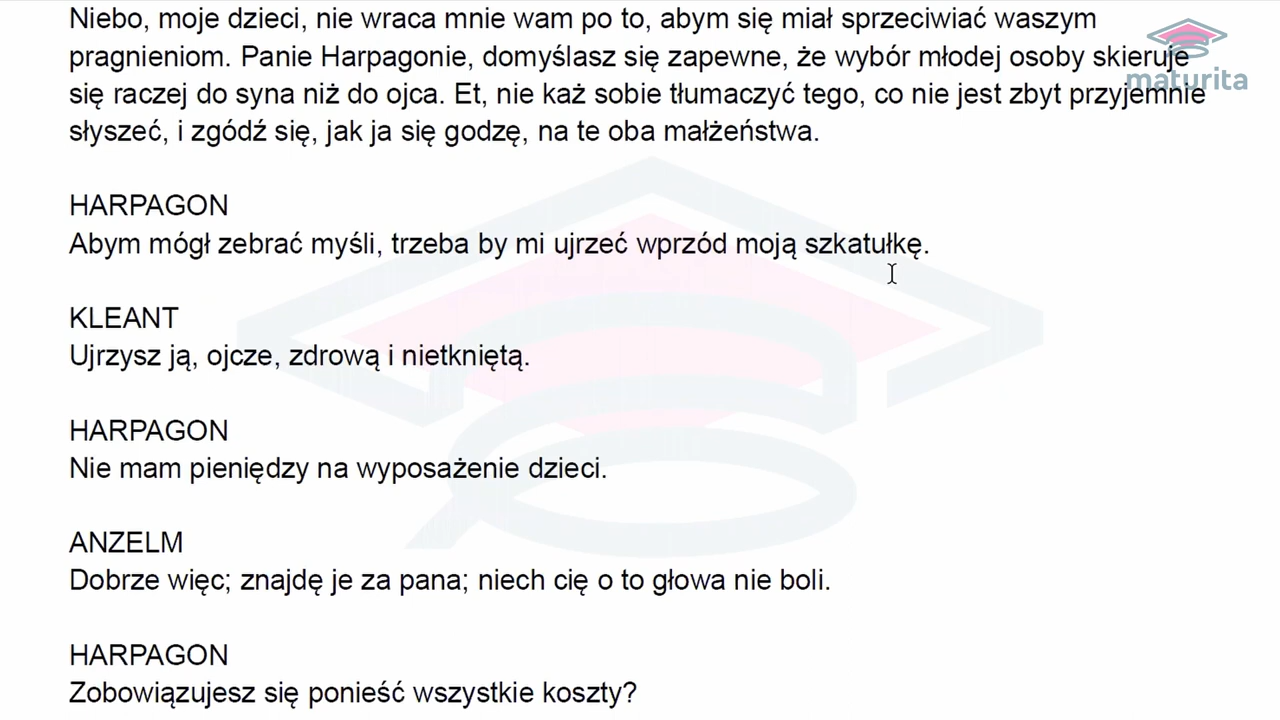 Niebo, moje dzieci, nie wraca mnie wam po to, abym się miał sprzeciwiać waszym
pragnieniom. Panie Harpagonie, domyślasz się zapewne, że wybór młodej osoby skieruje
się raczej do syna niż do ojca. Et, nie każ sobie tłumaczyć tego, co nie jest zbyt przyjemnie
słyszeć, i zgódź się, jak ja się godzę, na te oba małżeństwa.
maturita
HARPAGON
Abym mógł zebrać myśli, trzeba by mi ujrzeć wprzód moją szkatułkę.
KLEANT
Ujrzysz ją, ojcze, zdrową i nietkniętą.
HARPAGON
Nie mam pieniędzy na wyposażenie dzieci.
ANZELM
Dobrze więc; znajdę je za pana; niech cię o to głowa nie boli.
HARPAGON
Zobowiązujesz się ponieść wszystkie koszty?